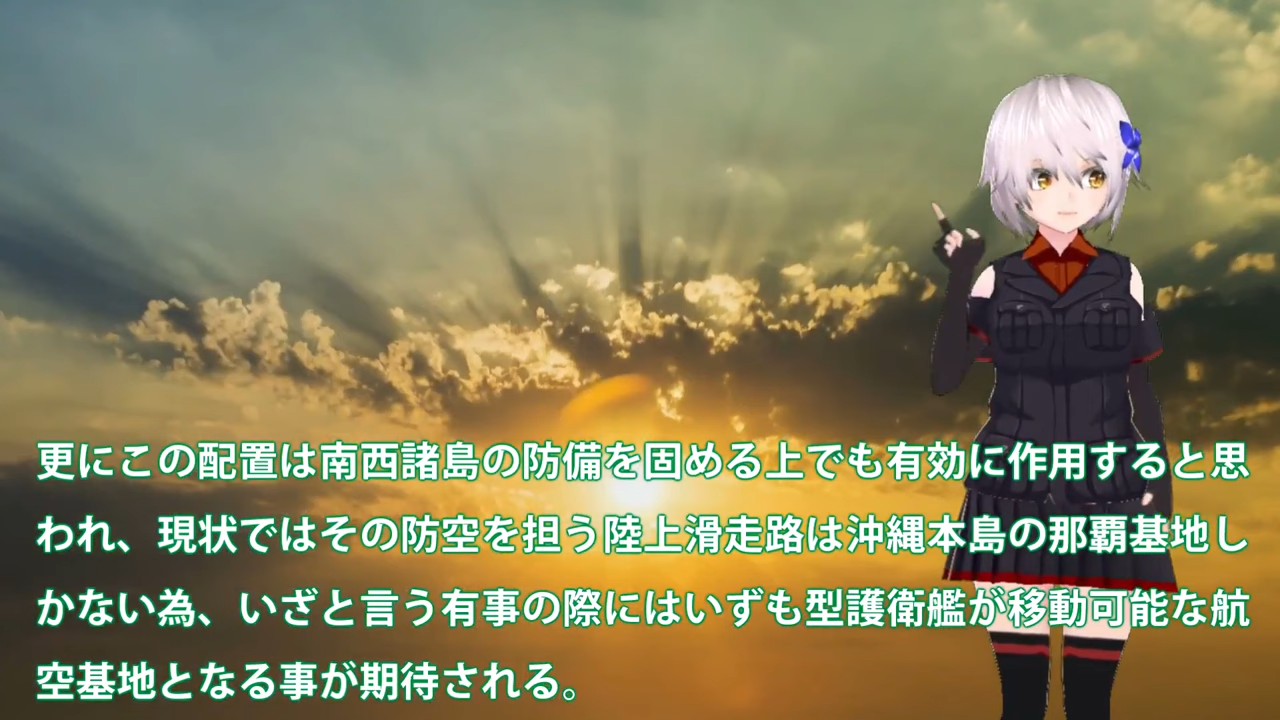 更にこの配置は南西諸島の防備を固める上でも有効に作用すると思
われ、現状ではその防空を担う陸上滑走路は沖縄本島の那覇基地し
かない為、いざと言う有事の際にはいずも型護衛艦が移動可能な航
空基地となる事が期待される。